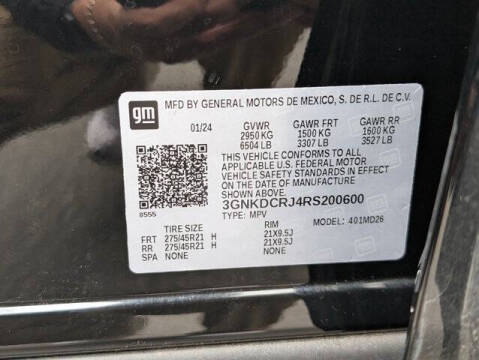 gm
MFD BY GENERAL MOTORS DE MEXICO, S. DE R.L. DE C.V.
01/24 GVWR GAWR FRT GAWR RR
2950 KG 1500 KG 1600 KG
6504 LB 3307 LB 3527 LB
THIS VEHICLE CONFORMS TO ALL
APPLICABLE U.S. FEDERAL MOTOR
VEHICLE SAFETY STANDARDS IN EFFECT
ON THE DATE OF MANUFACTURE
SHOWN ABOVE.
3GNKDCRJ4RS200600
8555 TYPE: MPV MODEL: 401MD26
TIRE SIZE RIM
FRT 275/45R21 H 21X9.5J
RR 275/45R21 H 21X9.5J
SPA NONE NONE